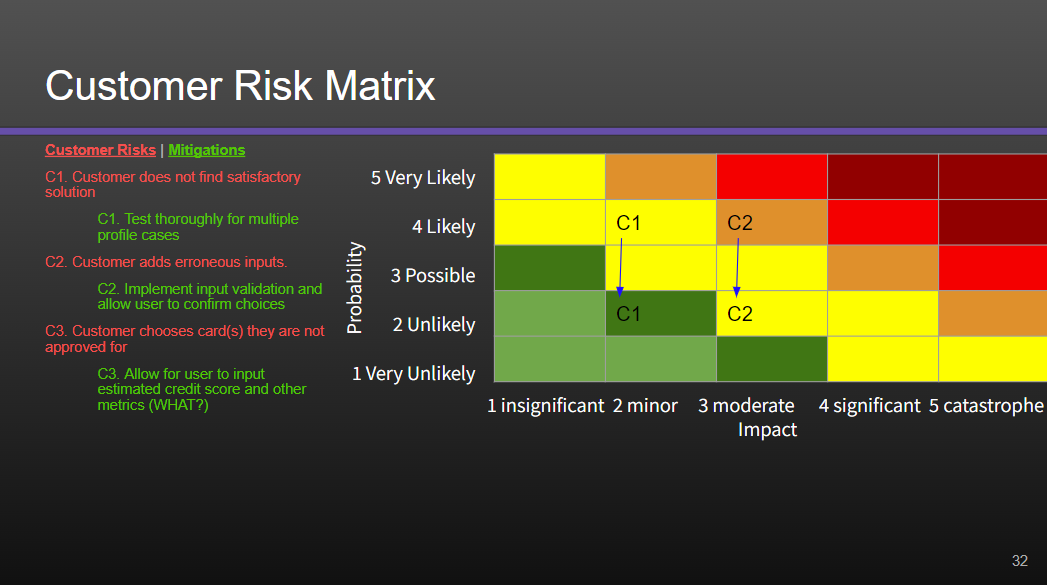 Customer Risk Matrix
Customer Risks | Mitigations
C1. Customer does not find satisfactory
solution
C1. Test thoroughly for multiple
profile cases
C2. Customer adds erroneous inputs.
C2. Implement input validation and
allow user to confirm choices
C3. Customer chooses card(s) they are not
approved for
C3. Allow for user to input
estimated credit score and other
metrics (WHAT?)
Probability
5 Very Likely
4 Likely
C1
C2
3 Possible
2 Unlikely
C1
C2
1 Very Unlikely
1 insignificant
2 minor
3 moderate
4 significant
5 catastrophe
Impact
32